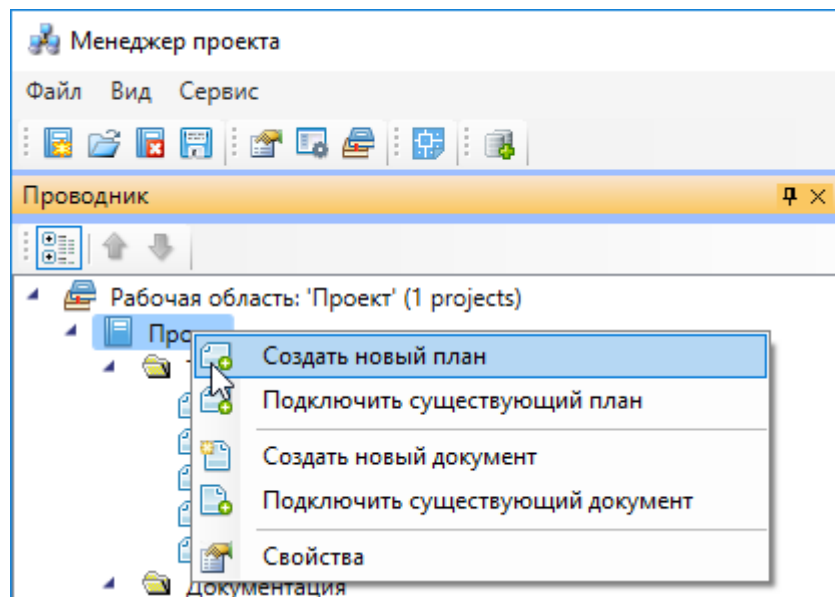 Менеджер проекта
Файл Вид Сервис
Проводник
Рабочая область: 'Проект' (1 projects)
Создать новый план
Подключить существующий план
Создать новый документ
Подключить существующий документ
Свойства
Документация